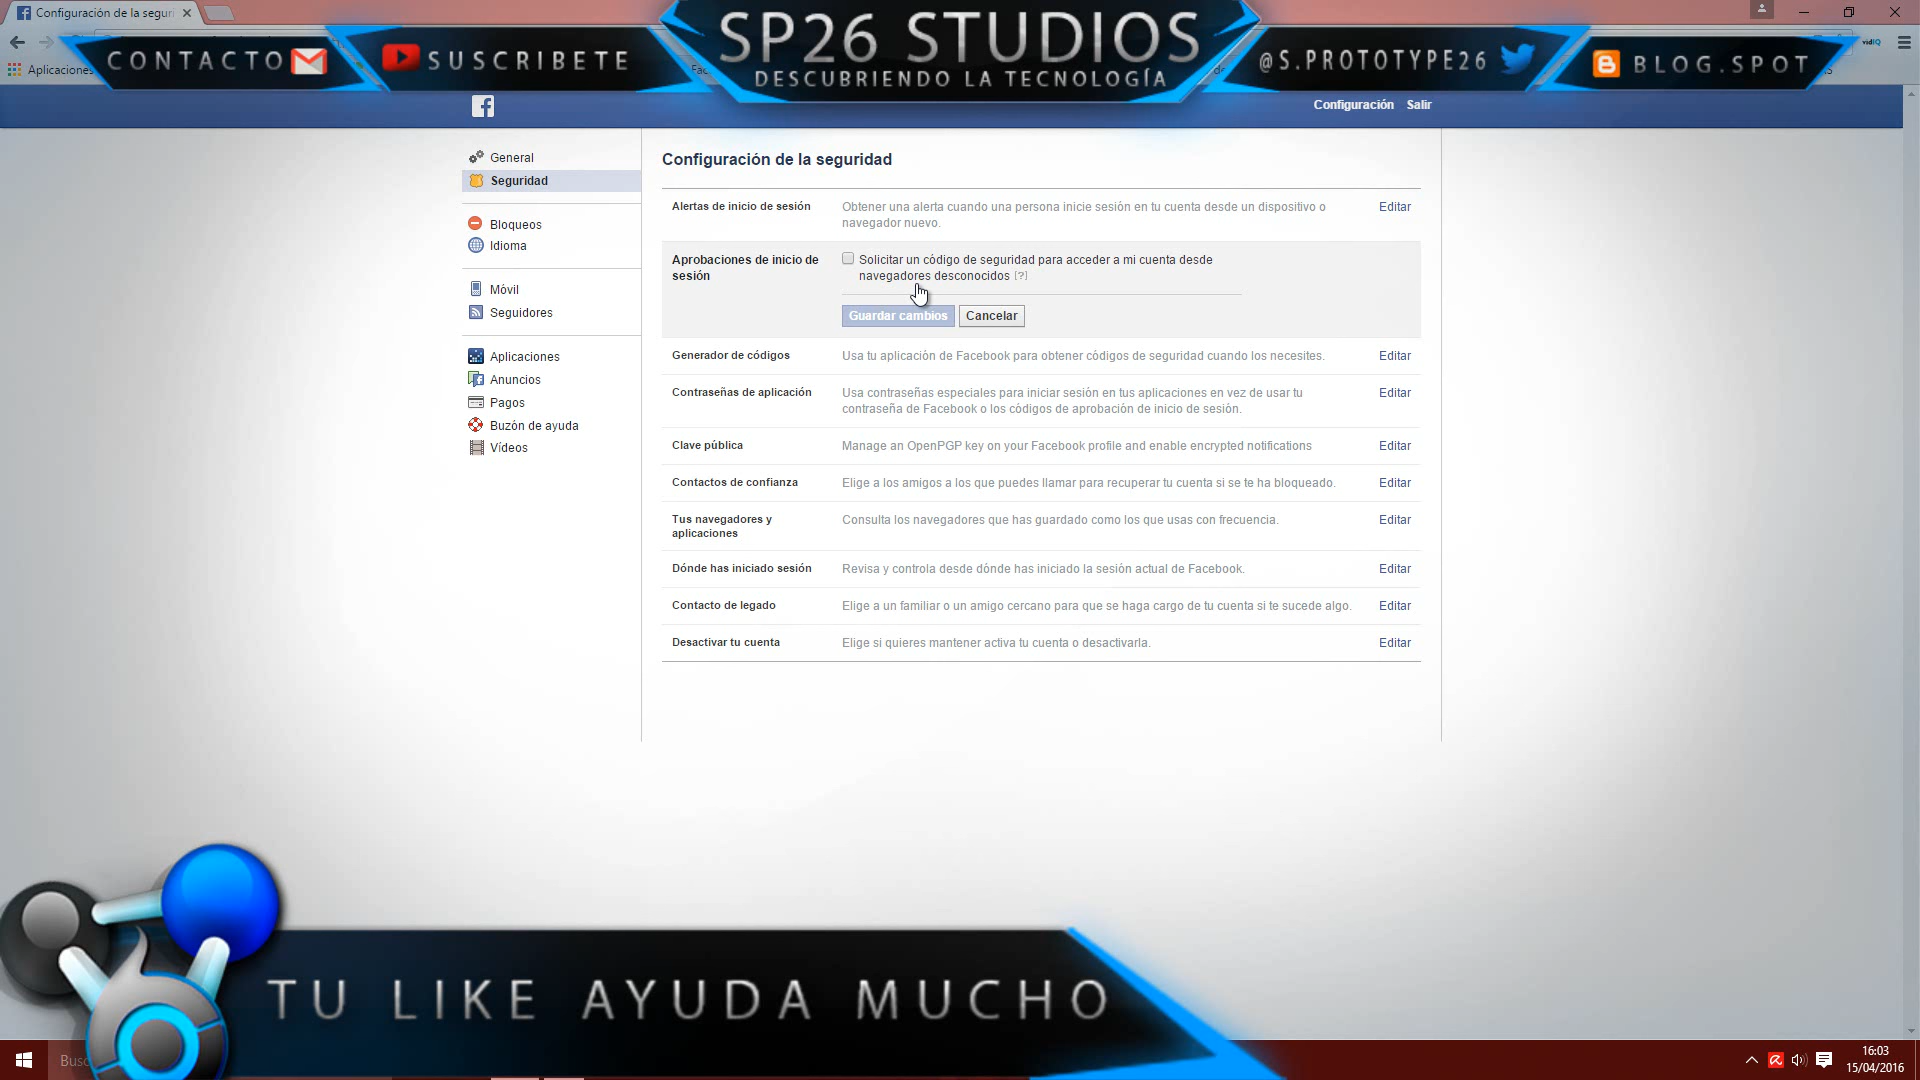 Configuración de la segur
SP26 STUDIOS
DESCUBRIENDO LA TECNOLOGÍA
CONTACTO
SUSCRIBETE
@S.PROTOTYPE26
BLOG.SPOT
vidIQ
Aplicaciones
Configuración Salir
General
Seguridad
Bloqueos
Idioma
Móvil
Seguidores
Aplicaciones
Anuncios
Pagos
Buzón de ayuda
Vídeos
Configuración de la seguridad
Alertas de inicio de sesión
Obtener una alerta cuando una persona inicie sesión en tu cuenta desde un dispositivo o
navegador nuevo.
Editar
Aprobaciones de inicio de
sesión
Solicitar un código de seguridad para acceder a mi cuenta desde
navegadores desconocidos [?]
Guardar cambios Cancelar
Generador de códigos
Usa tu aplicación de Facebook para obtener códigos de seguridad cuando los necesites.
Editar
Contraseñas de aplicación
Usa contraseñas especiales para iniciar sesión en tus aplicaciones en vez de usar tu
contraseña de Facebook o los códigos de aprobación de inicio de sesión.
Editar
Clave pública
Manage an OpenPGP key on your Facebook profile and enable encrypted notifications
Editar
Contactos de confianza
Elige a los amigos a los que puedes llamar para recuperar tu cuenta si se te ha bloqueado.
Editar
Tus navegadores y
aplicaciones
Consulta los navegadores que has guardado como los que usas con frecuencia.
Editar
Dónde has iniciado sesión
Revisa y controla desde dónde has iniciado la sesión actual de Facebook.
Editar
Contacto de legado
Elige a un familiar o un amigo cercano para que se haga cargo de tu cuenta si te sucede algo.
Editar
Desactivar tu cuenta
Elige si quieres mantener activa tu cuenta o desactivarla.
Editar
TU LIKE AYUDA MUCHO
Busc
16:03
15/04/2016